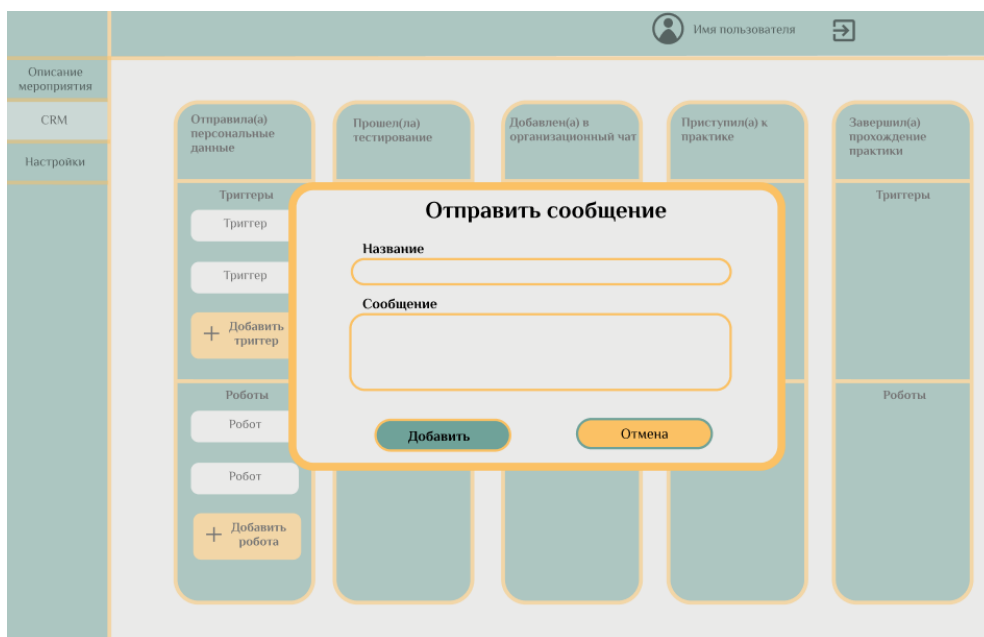 Имя пользователя
Описание
мероприятия
CRM
Настройки
Отправила(а)
персональные
данные
Прошел(ла)
тестирование
Добавлен(а) в
организационный чат
Приступил(а) к
практике
Завершил(а)
прохождение
практики
Триггеры
Триггер
Триггер
Добавить
триггер
Роботы
Робот
Робот
Добавить
робота
Отправить сообщение
Название
Сообщение
Добавить
Отмена
Триггеры
Роботы